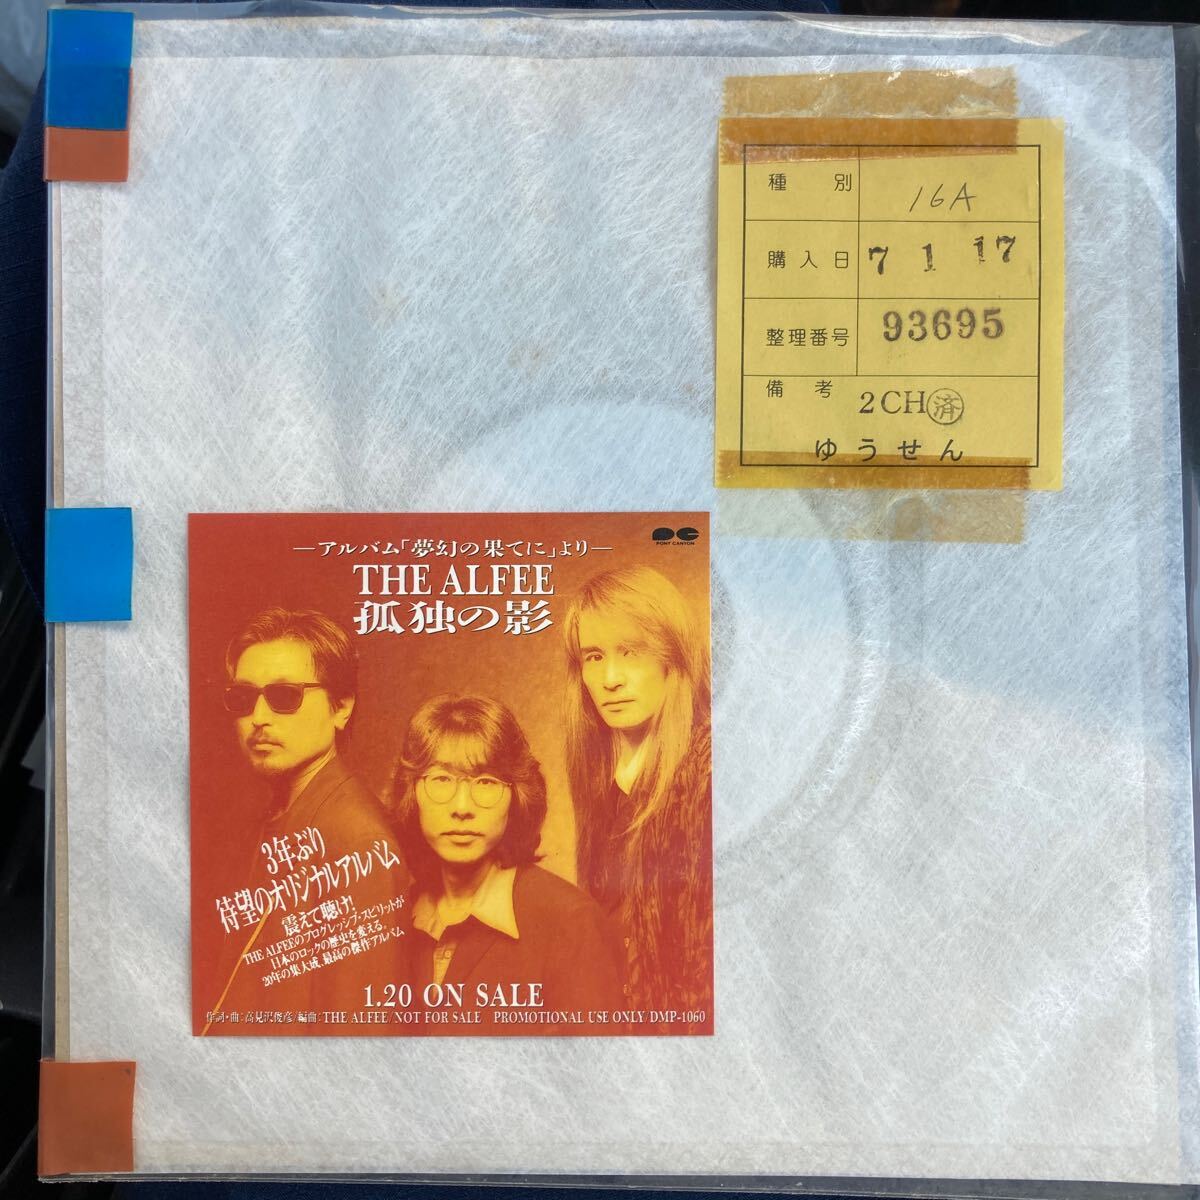 種別 16A
購入日 7 1 17
整理番号 93695
備考 2CH 済
ゆうせん
PONY CANYON
―アルバム「夢幻の果てに」より―
THE ALFEE
孤独の影
3年ぶり
待望のオリジナルアルバム
震えて聴け!
THE ALFEEのプログレッシブ・スピリットが
日本のロックの歴史を変える。
20年の集大成、最高の傑作アルバム
1.20 ON SALE
作詞・曲:高見沢俊彦/編曲:THE ALFEE/NOT FOR SALE PROMOTIONAL USE ONLY/DMP-1060